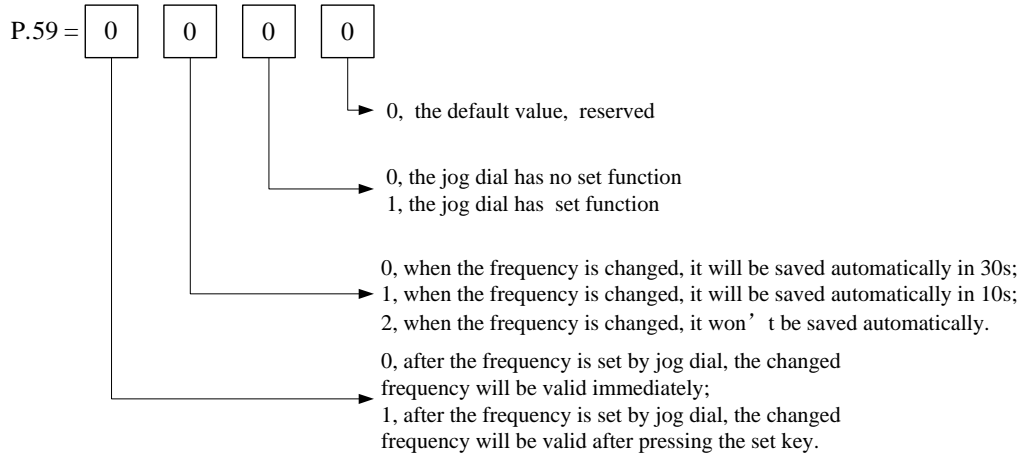 P.59 = 0 0 0 0
0, the default value, reserved
0, the jog dial has no set function
1, the jog dial has set function
0, when the frequency is changed, it will be saved automatically in 30s;
1, when the frequency is changed, it will be saved automatically in 10s;
2, when the frequency is changed, it won’t be saved automatically.
0, after the frequency is set by jog dial, the changed
frequency will be valid immediately;
1, after the frequency is set by jog dial, the changed
frequency will be valid after pressing the set key.